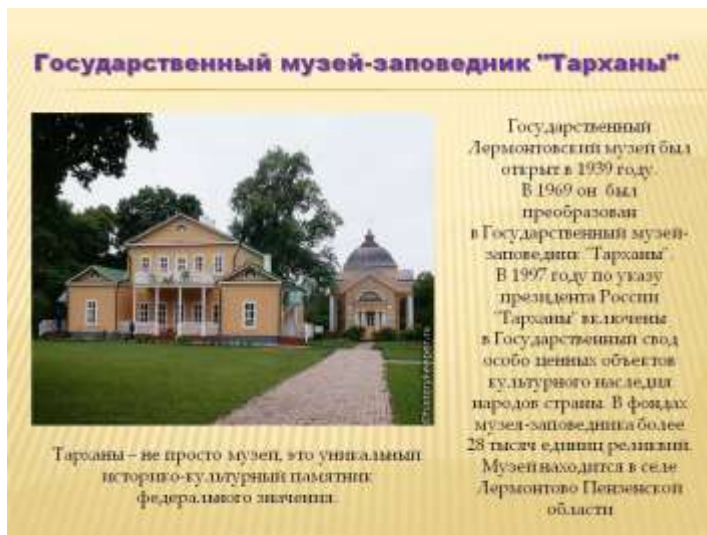 Государственный музей-заповедник "Тарханы"
Государственный
Лермонтовский музей был
открыт в 1939 году.
В 1969 он был
преобразован
в Государственный музей-
заповедник "Тарханы".
В 1997 году по указу
президента России
"Тарханы" включены
в Государственный свод
особо ценных объектов
культурного наследия
народов страны. В фондах
музея-заповедника более
28 тысяч единиц реликвий.
Музей находится в селе
Лермонтово Пензенской
области
Тарханы – не просто музей, это уникальный
историко-культурный памятник
федерального значения.